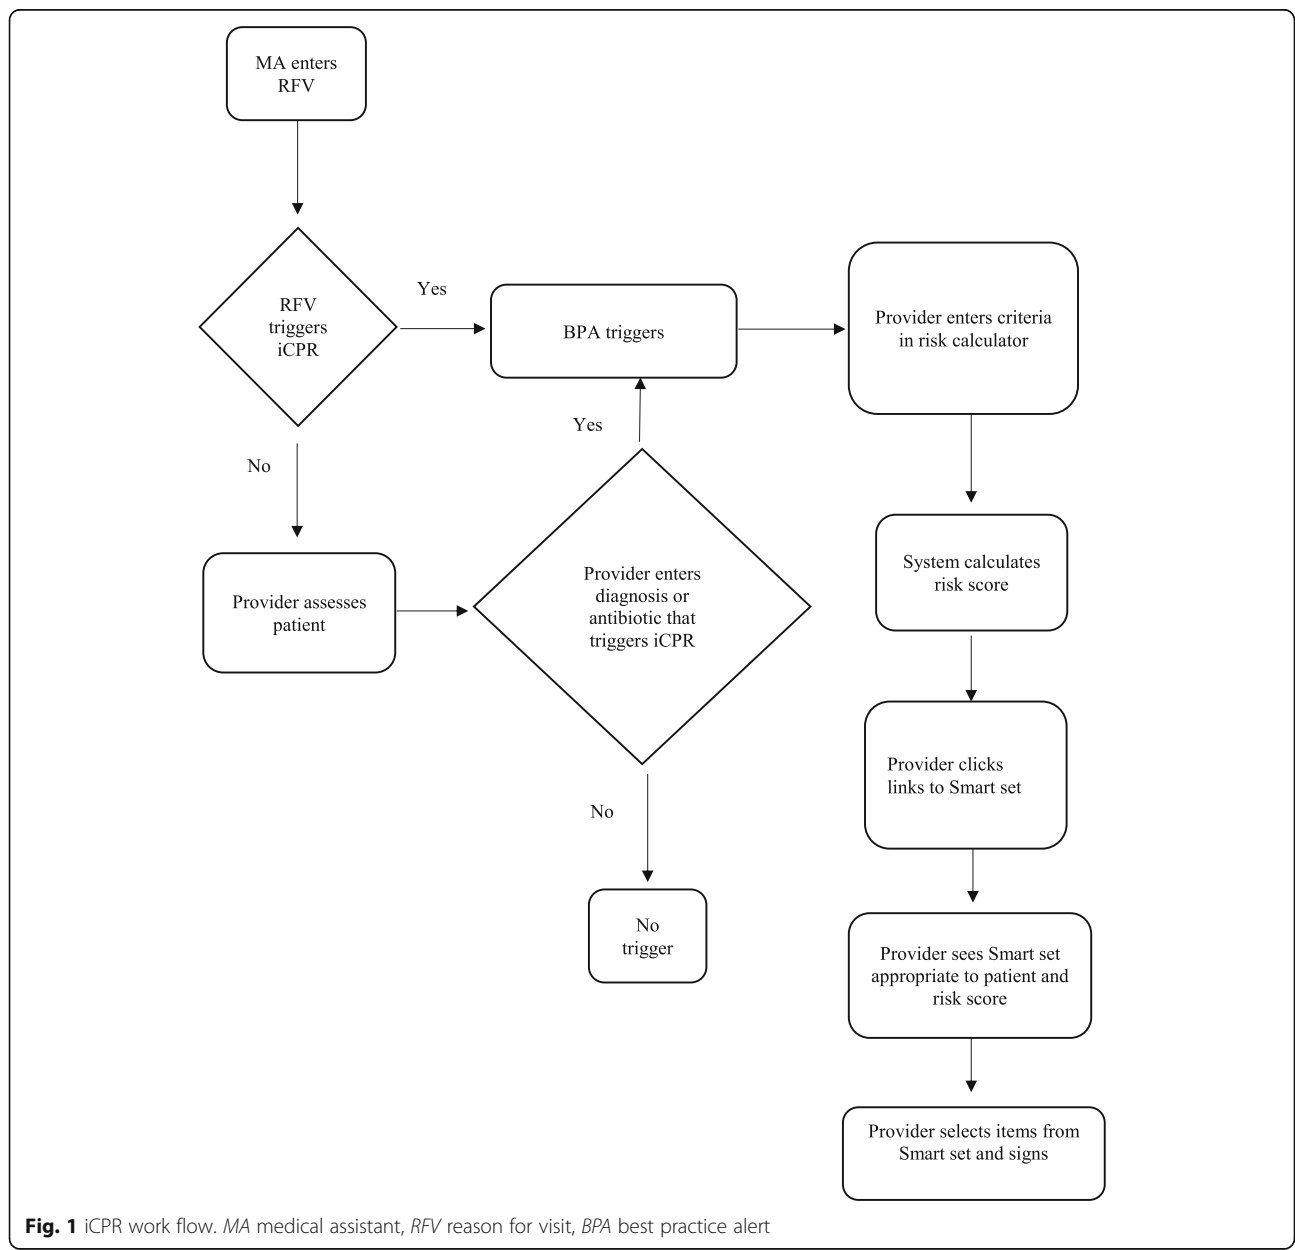 MA enters
RFV
RFV
triggers
iCPR
Yes
BPA triggers
Provider enters criteria
in risk calculator
No
Yes
Provider assesses
patient
Provider enters
diagnosis or
antibiotic that
triggers iCPR
System calculates
risk score
No
No
trigger
Provider clicks
links to Smart set
Provider sees Smart set
appropriate to patient and
risk score
Provider selects items from
Smart set and signs
Fig. 1 iCPR work flow. MA medical assistant, RFV reason for visit, BPA best practice alert